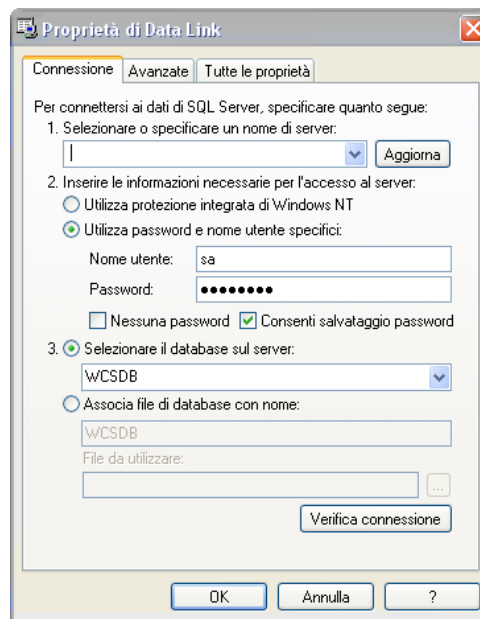 Proprietà di Data Link
Connessione Avanzate Tutte le proprietà
Per connettersi ai dati di SQL Server, specificare quanto segue:
1. Selezionare o specificare un nome di server:
Aggiorna
2. Inserire le informazioni necessarie per l'accesso al server:
Utilizza protezione integrata di Windows NT
Utilizza password e nome utente specifici:
Nome utente: sa
Password: ●●●●●●●●
Nessuna password Consenti salvataggio password
3. Selezionare il database sul server:
WCSDB
Associa file di database con nome:
WCSDB
File da utilizzare:
...
Verifica connessione
OK Annulla ?